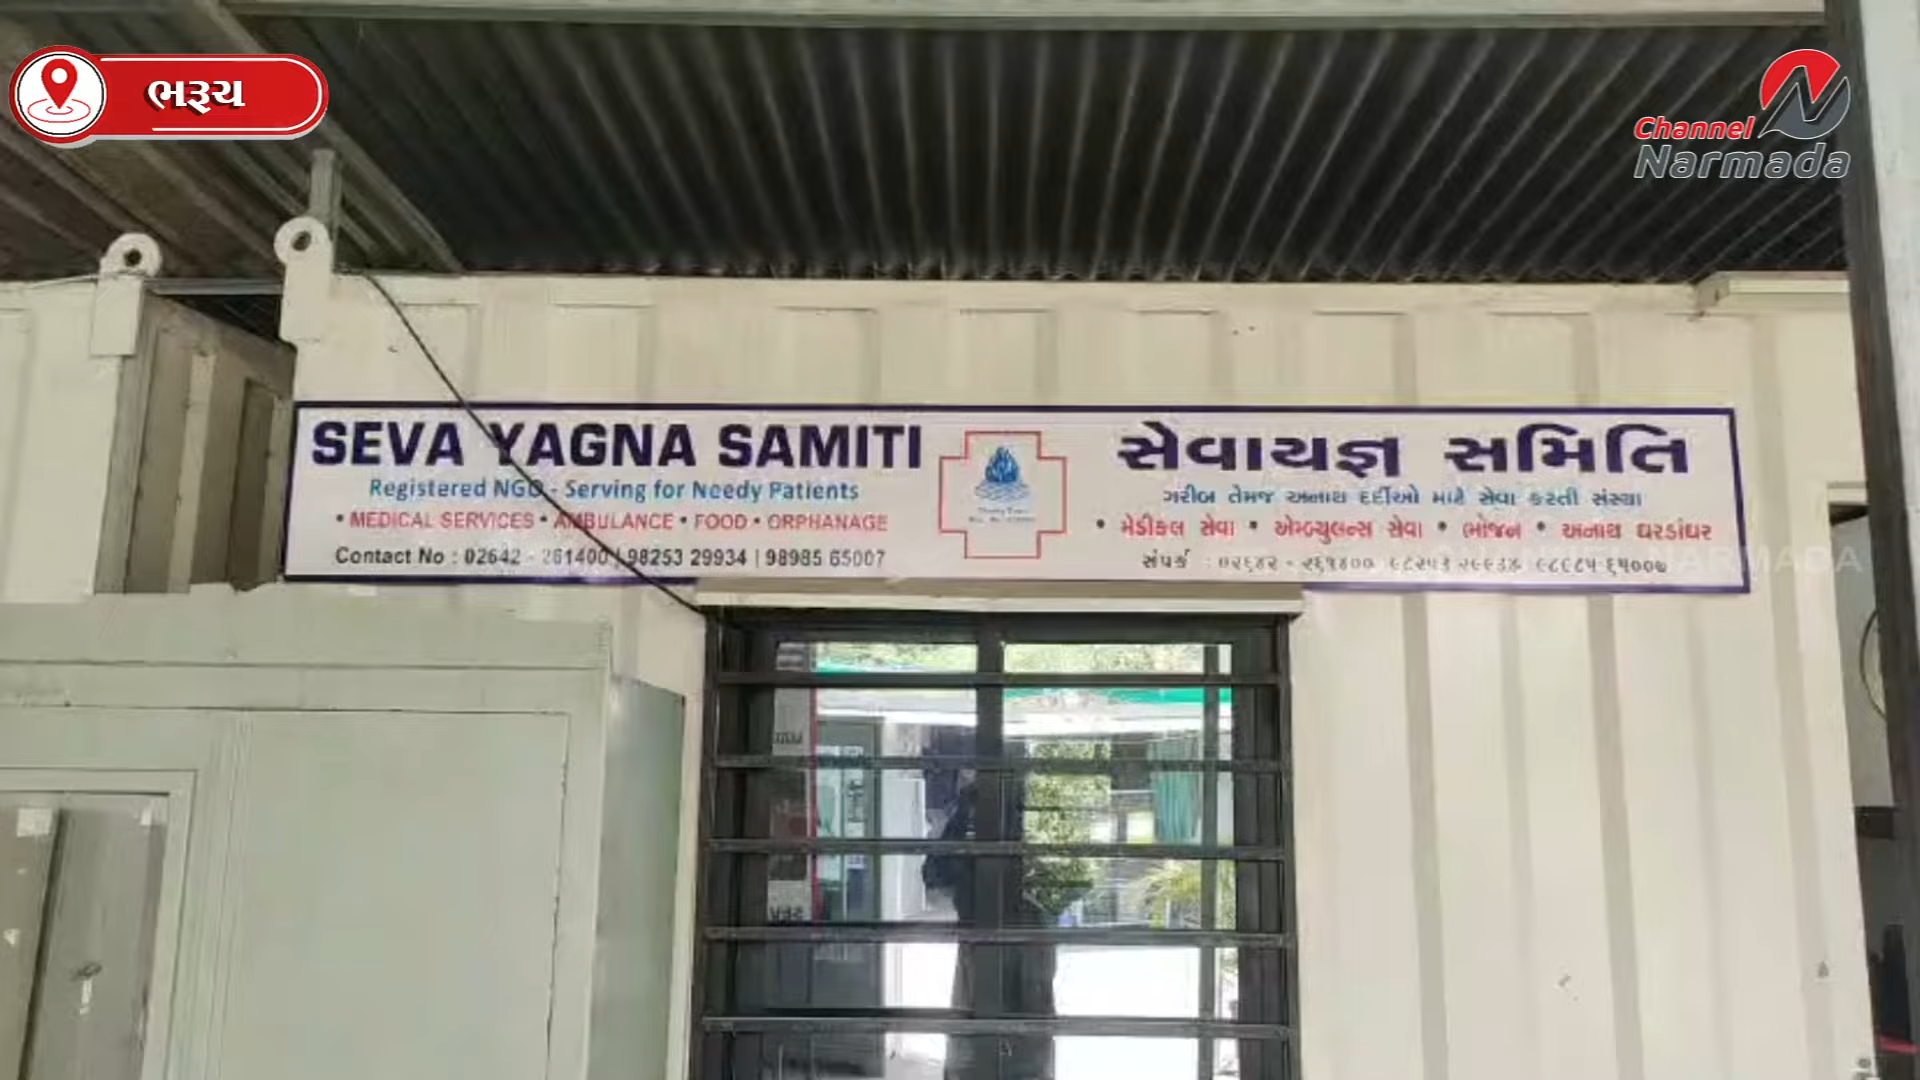 ભરૂચ
Channel
Narmada
SEVA YAGNA SAMITI
Registered NGO - Serving for Needy Patients
• MEDICAL SERVICES • AMBULANCE • FOOD • ORPHANAGE
Contact No : 02642 - 261400 | 98253 29934 | 98985 65007
સેવાયજ્ઞ સમિતિ
ગરીબ તેમજ અનાથ દર્દીઓ માટે સેવા કરતી સંસ્થા
• મેડીકલ સેવા • એમ્બ્યુલન્સ સેવા • ભોજન • અનાથ ઘરડાંઘર
સંપર્ક : ૦૨૬૪૨ - ૨૬૧૪૦૦ ૯૮૨૫૩ ૨૯૯૩૪ ૯૮૯૮૫ ૬૫૦૦૭
NARMADA